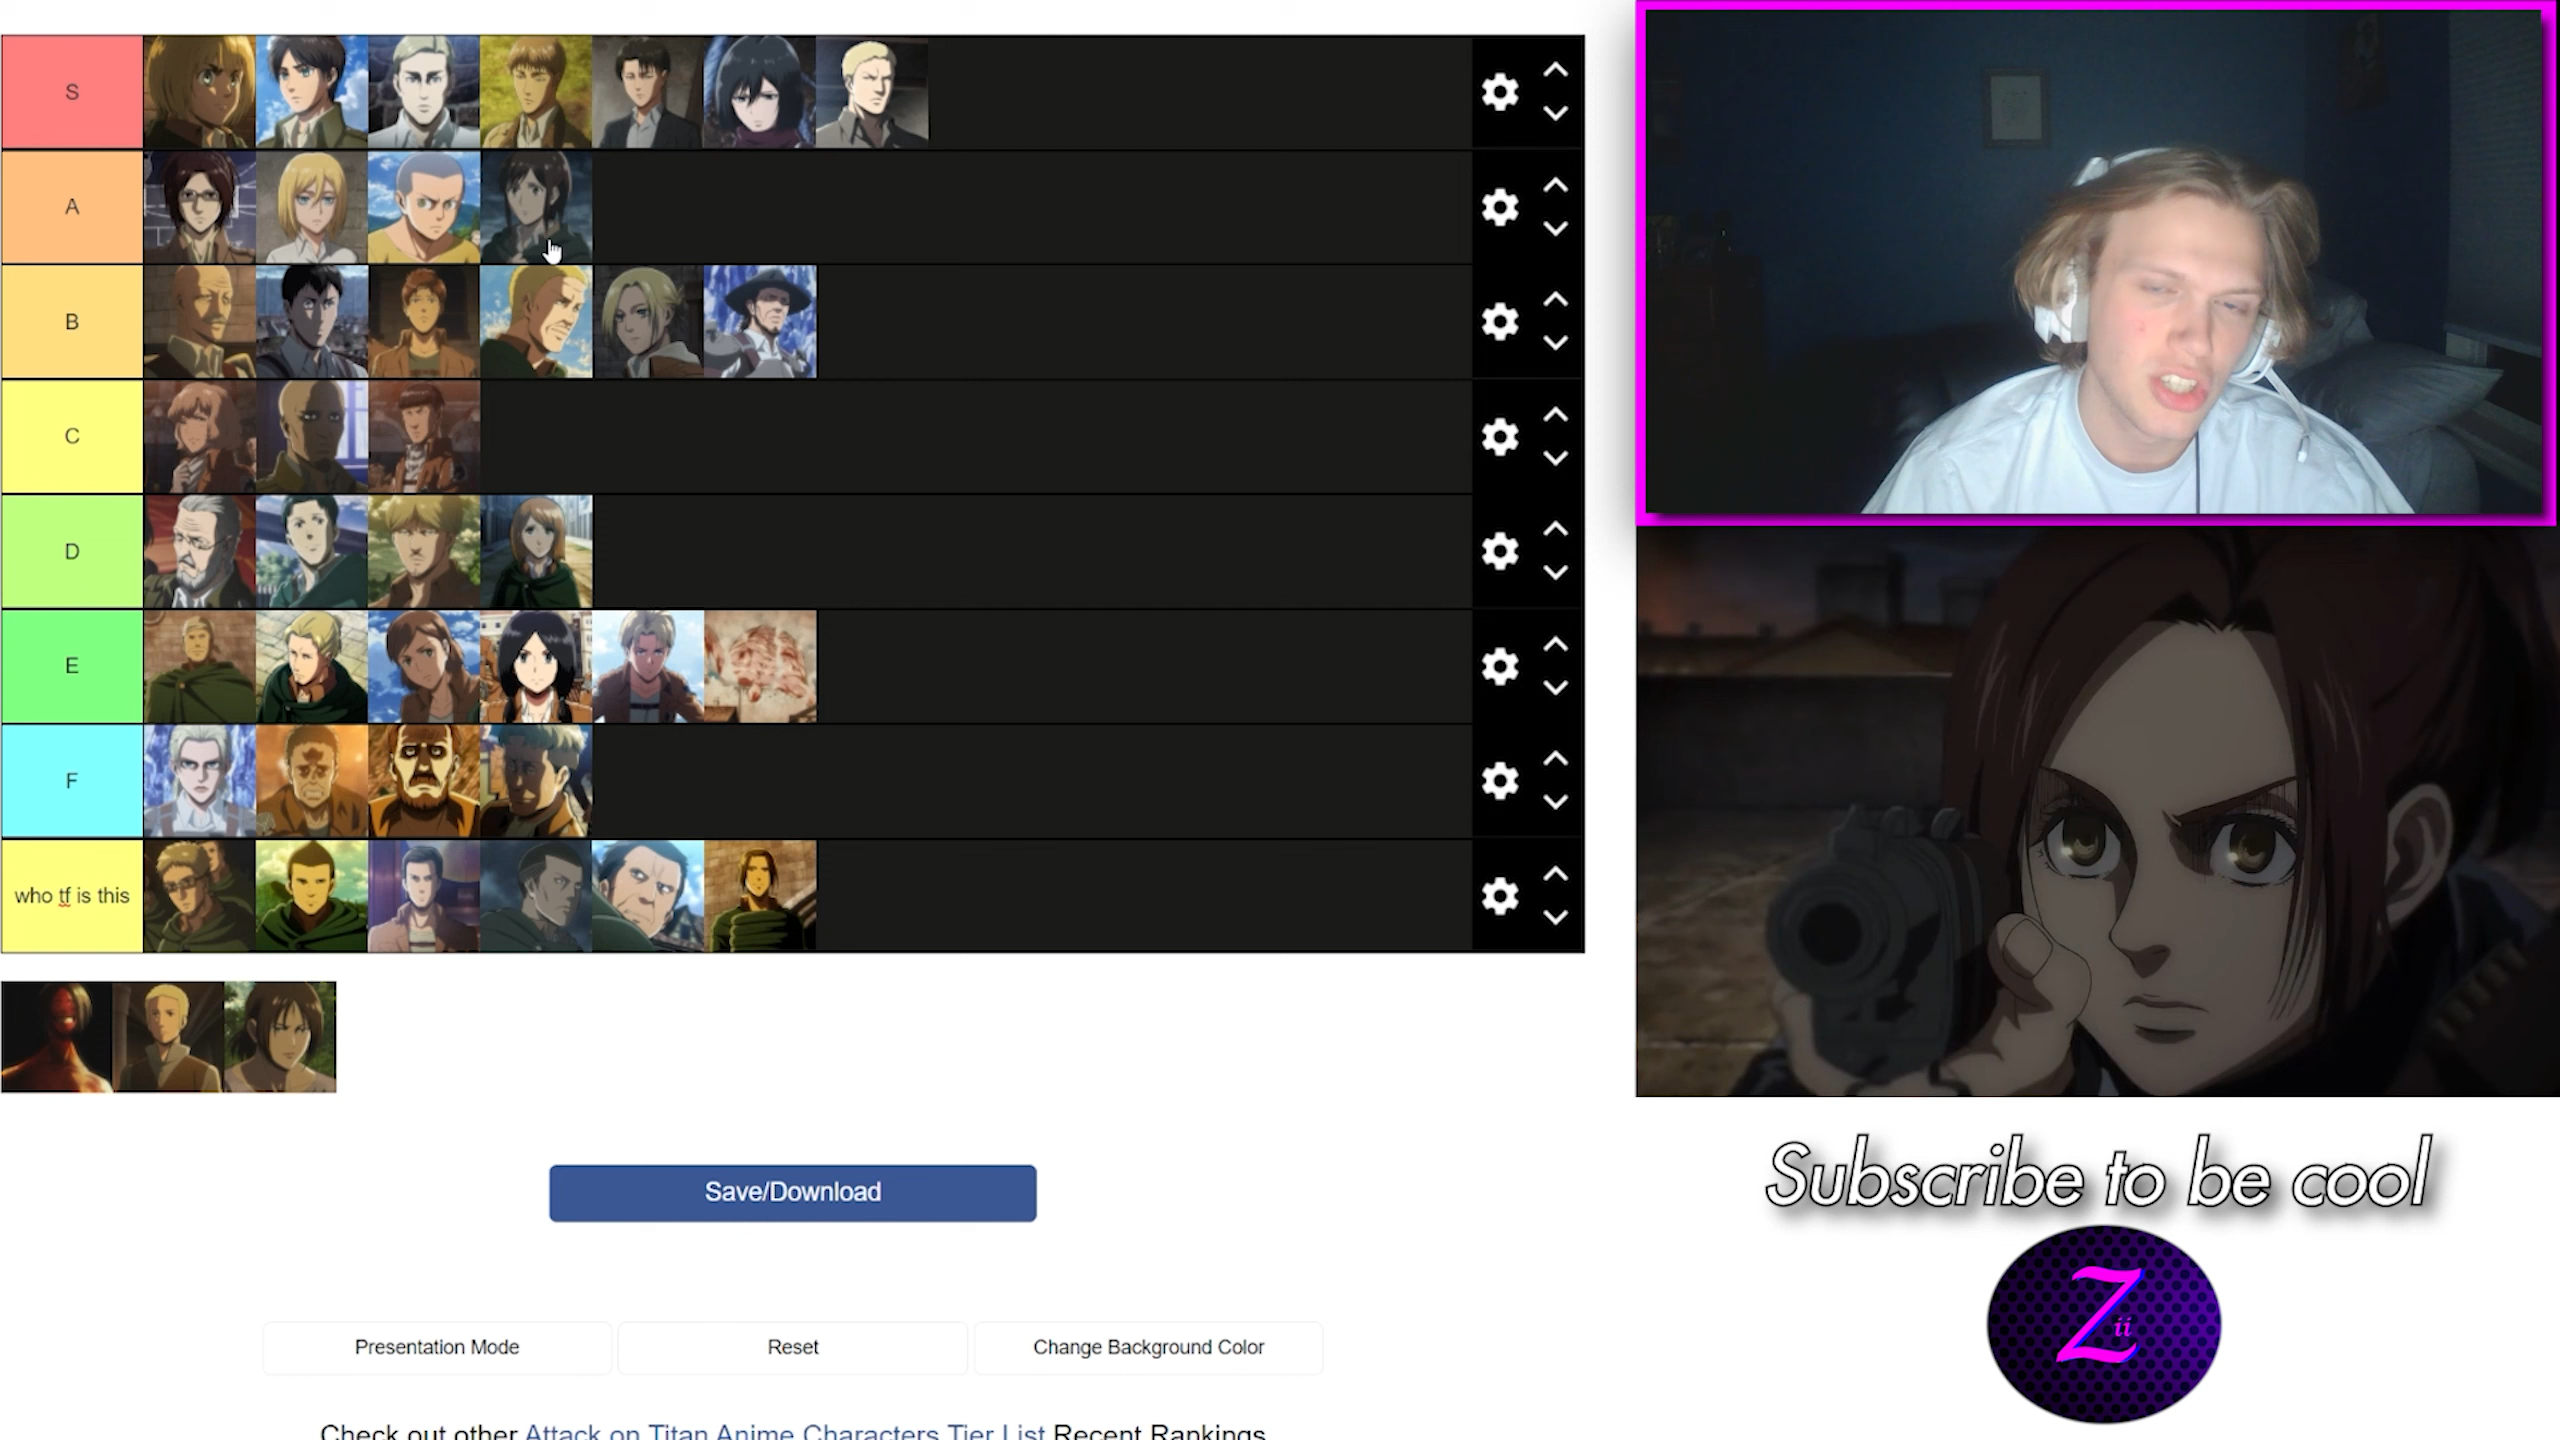 S
A
B
C
D
E
F
who tf is this
Save/Download
Presentation Mode
Reset
Change Background Color
Check out other Attack on Titan Anime Characters Tier List Recent Rankings
Subscribe to be cool
Zii